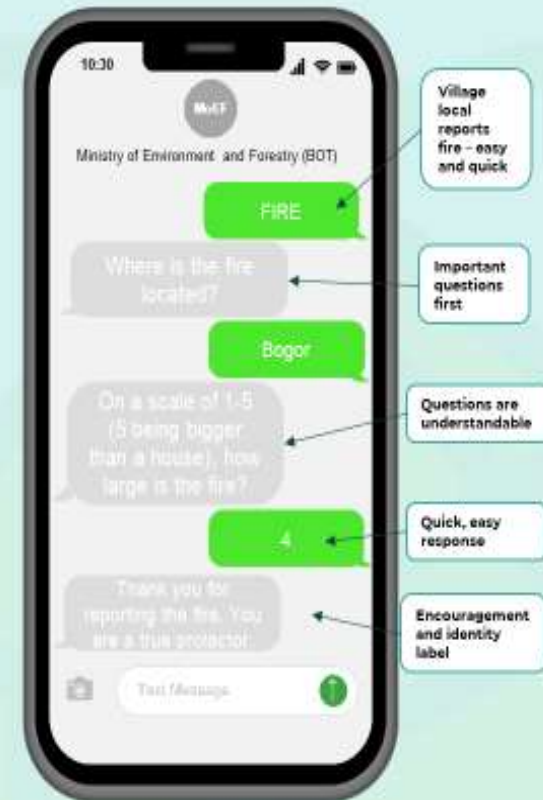 10:30
MoEF
Ministry of Environment and Forestry (BOT)
FIRE
Where is the fire
located?
Bogor
On a scale of 1-5
(5 being bigger
than a house), how
large is the fire?
4
Thank you for
reporting the fire. You
are a true protector
Text Message
Village
local
reports
fire – easy
and quick
Important
questions
first
Questions are
understandable
Quick, easy
response
Encouragement
and identity
label